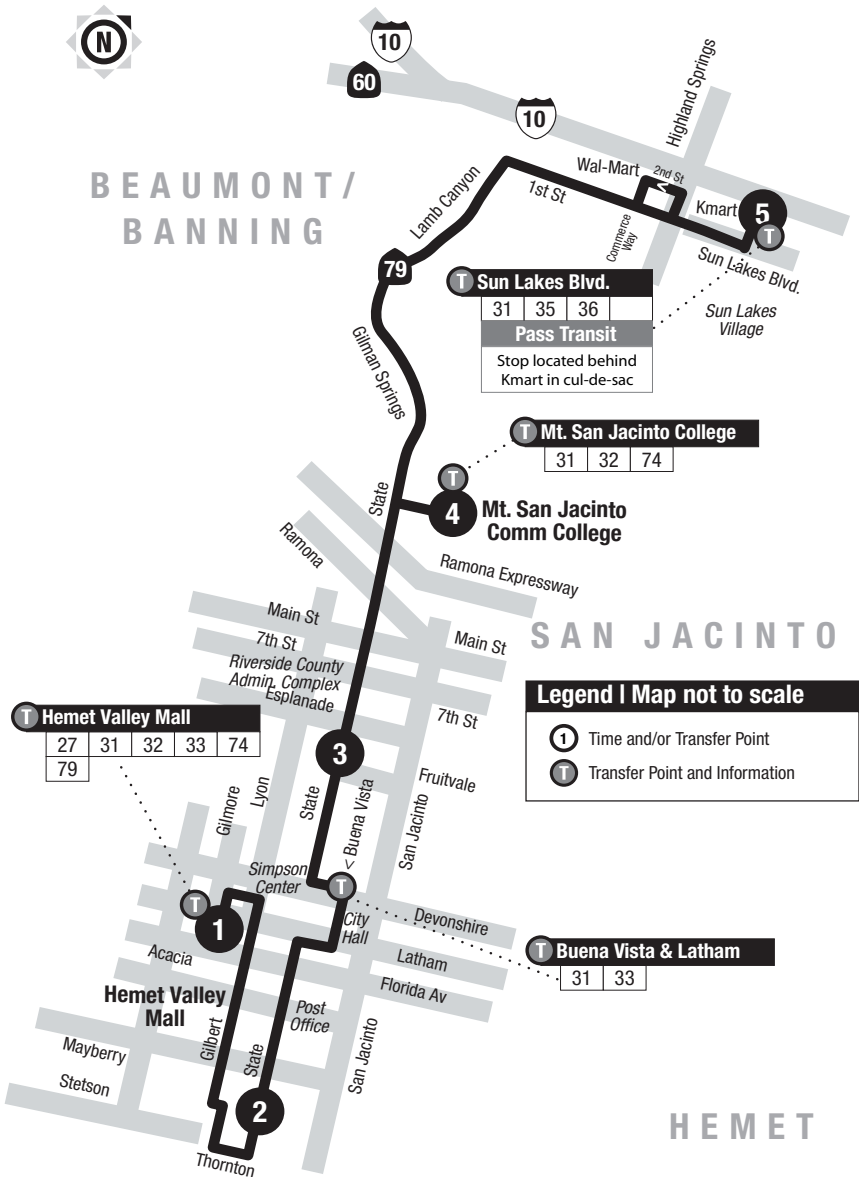 N
10
60
10
Highland Springs
BEAUMONT/
BANNING
Lamb Canyon
1st St
Wal-Mart
2nd St
<
Kmart
5
T
Commerce
Way
Sun Lakes Blvd.
Sun Lakes
Village
79
T Sun Lakes Blvd.
31 35 36
Pass Transit
Stop located behind
Kmart in cul-de-sac
Gilman Springs
T Mt. San Jacinto College
31 32 74
T
4
Mt. San Jacinto
Comm College
State
Ramona
Ramona Expressway
Main St
Main St
SAN JACINTO
7th St
Riverside County
Admin. Complex
Esplanade
7th St
Legend | Map not to scale
1 Time and/or Transfer Point
T Transfer Point and Information
T Hemet Valley Mall
27 31 32 33 74
79
3
Fruitvale
Gilmore
Lyon
State
< Buena Vista
San Jacinto
Simpson
Center
T
T
1
City
Hall
Devonshire
Latham
Florida Av
T Buena Vista & Latham
31 33
Acacia
Hemet Valley
Mall
Post
Office
Gilbert
State
San Jacinto
Mayberry
Stetson
2
Thornton
HEMET